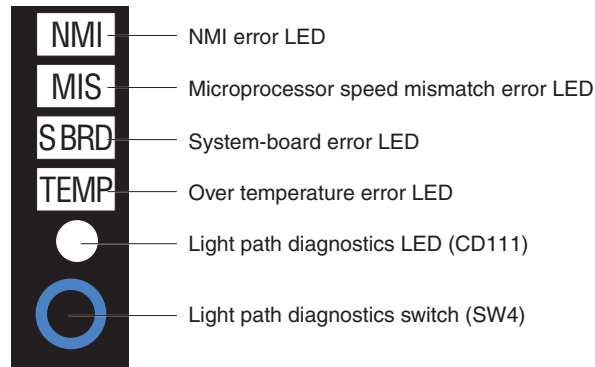 NMI NMI error LED
MIS Microprocessor speed mismatch error LED
S BRD System-board error LED
TEMP Over temperature error LED
Light path diagnostics LED (CD111)
Light path diagnostics switch (SW4)